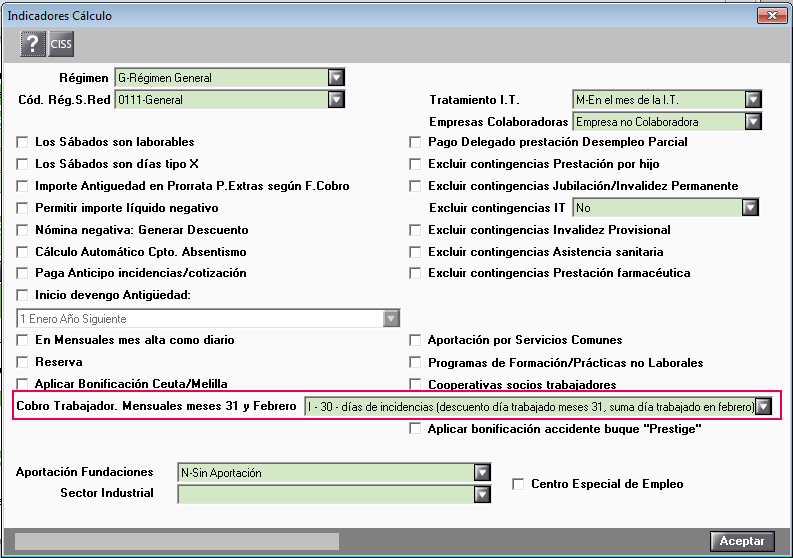 Indicadores Cálculo
? CISS
Régimen G-Régimen General
Cód. Rég.S.Red 0111-General
Tratamiento I.T. M-En el mes de la I.T.
Empresas Colaboradoras Empresa no Colaboradora
Los Sábados son laborables
Pago Delegado prestación Desempleo Parcial
Los Sábados son días tipo X
Excluir contingencias Prestación por hijo
Importe Antiguedad en Prorrata P.Extras según F.Cobro
Excluir contingencias Jubilación/Invalidez Permanente
Permitir importe líquido negativo
Excluir contingencias IT No
Nómina negativa: Generar Descuento
Excluir contingencias Invalidez Provisional
Cálculo Automático Cpto. Absentismo
Excluir contingencias Asistencia sanitaria
Paga Anticipo incidencias/cotización
Excluir contingencias Prestación farmacéutica
Inicio devengo Antigüedad:
1 Enero Año Siguiente
En Mensuales mes alta como diario
Aportación por Servicios Comunes
Reserva
Programas de Formación/Prácticas no Laborales
Aplicar Bonificación Ceuta/Melilla
Cooperativas socios trabajadores
Cobro Trabajador. Mensuales meses 31 y Febrero I - 30 - días de incidencias (descuento día trabajado meses 31, suma día trabajado en febrero)
Aplicar bonificación accidente buque "Prestige"
Aportación Fundaciones N-Sin Aportación
Sector Industrial
Centro Especial de Empleo
Aceptar